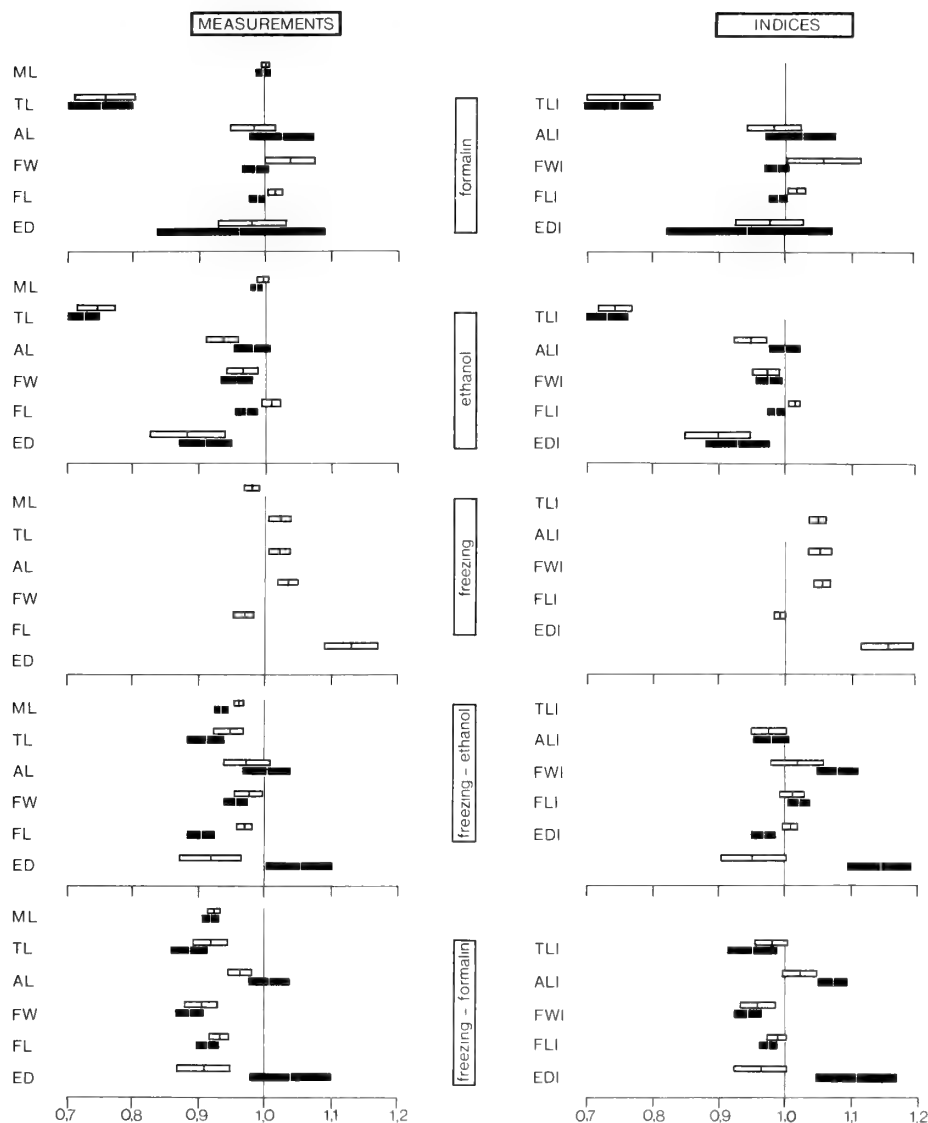 MEASUREMENTS
INDICES
ML
TL
AL
FW
FL
ED
formalin
TLI
ALI
FWI
FLI
EDI
ML
TL
AL
FW
FL
ED
ethanol
TLI
ALI
FWI
FLI
EDI
ML
TL
AL
FW
FL
ED
freezing
TLI
ALI
FWI
FLI
EDI
ML
TL
AL
FW
FL
ED
freezing - ethanol
TLI
ALI
FWI
FLI
EDI
ML
TL
AL
FW
FL
ED
freezing - formalin
TLI
ALI
FWI
FLI
EDI
0,7 0,8 0,9 1,0 1,1 1,2
0,7 0,8 0,9 1,0 1,1 1,2